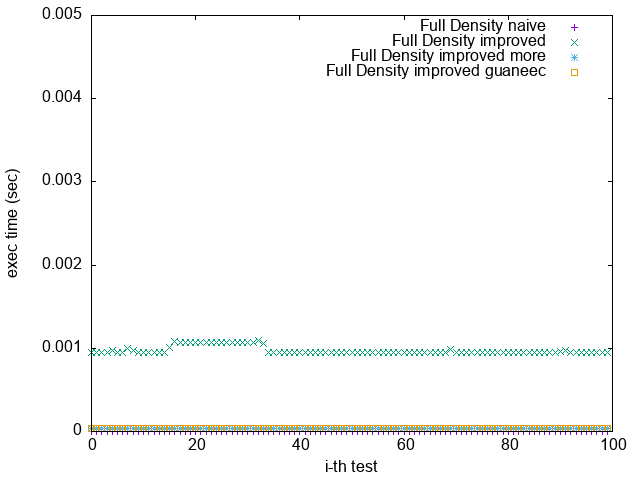 0.005
0.004
0.003
0.002
0.001
0
exec time (sec)
Full Density naive
Full Density improved
Full Density improved more
Full Density improved guaneec
0 20 40 60 80 100
i-th test